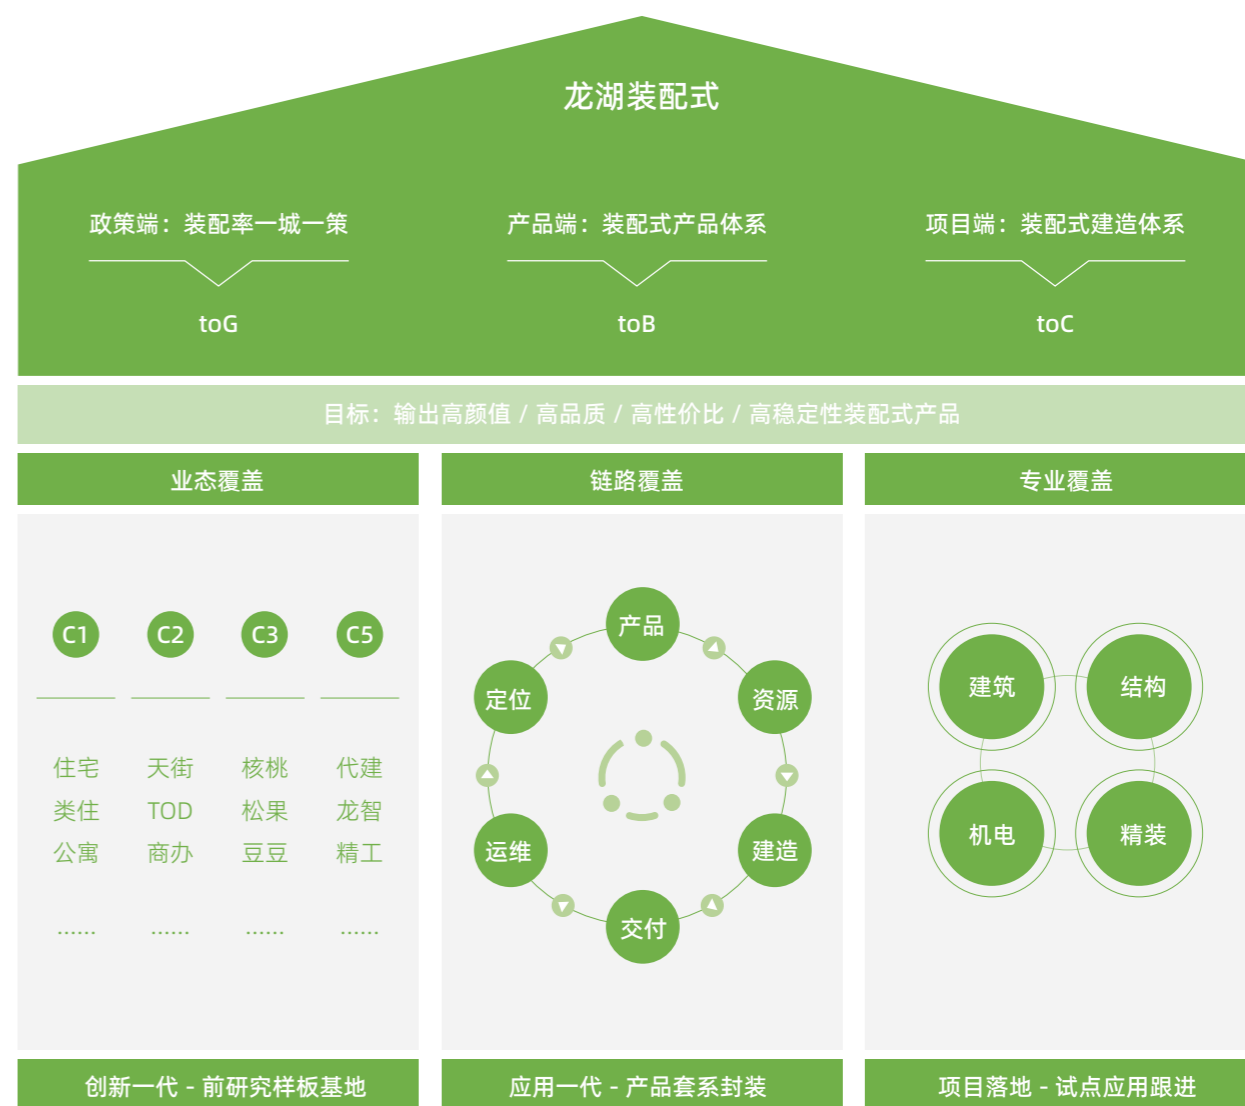 龙湖装配式
政策端：装配率一城一策
产品端：装配式产品体系
项目端：装配式建造体系
toG
toB
toC
目标：输出高颜值 / 高品质 / 高性价比 / 高稳定性装配式产品
业态覆盖
链路覆盖
专业覆盖
C1
C2
C3
C5
住宅
天街
核桃
代建
类住
TOD
松果
龙智
公寓
商办
豆豆
精工
......
......
......
......
产品
资源
建造
交付
运维
定位
建筑
结构
机电
精装
创新一代 - 前研究样板基地
应用一代 - 产品套系封装
项目落地 - 试点应用跟进